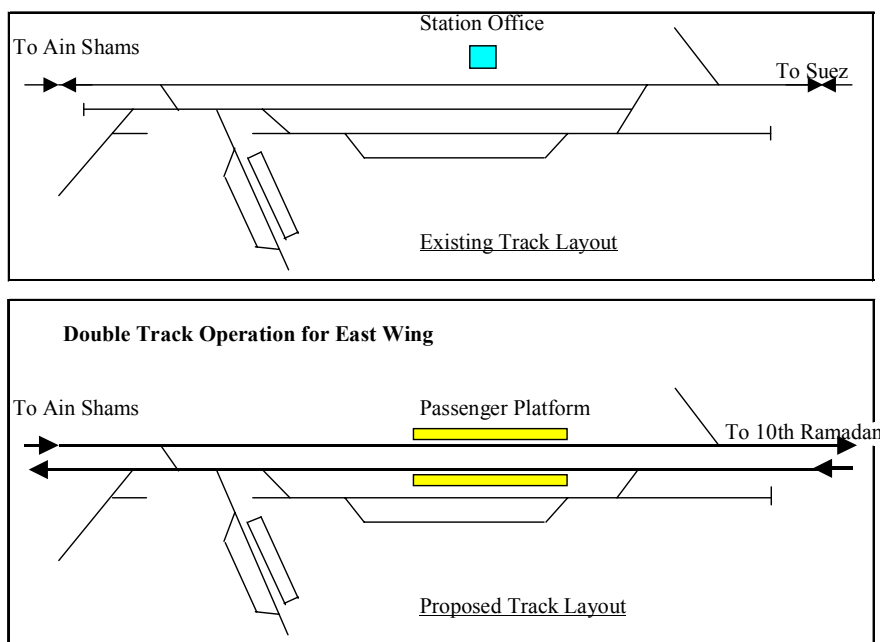 Station Office
To Ain Shams
To Suez
Existing Track Layout
Double Track Operation for East Wing
To Ain Shams
Passenger Platform
To 10th Ramadan
Proposed Track Layout